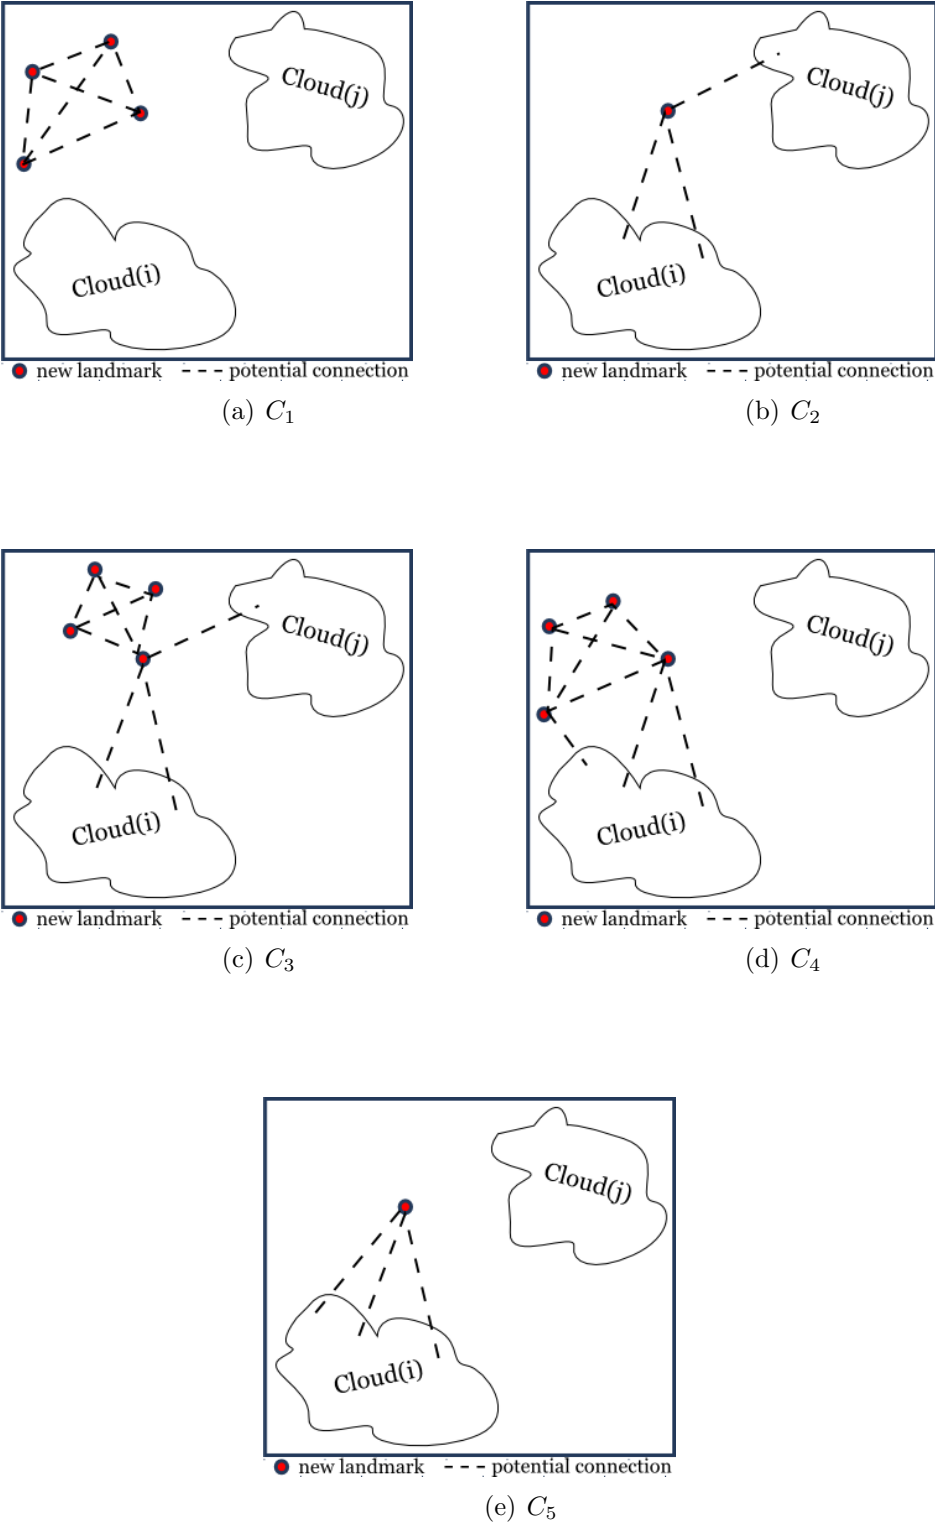 Cloud(j)
Cloud(i)
new landmark potential connection
(a) C1
Cloud(j)
Cloud(i)
new landmark potential connection
(b) C2
Cloud(j)
Cloud(i)
new landmark potential connection
(c) C3
Cloud(j)
Cloud(i)
new landmark potential connection
(d) C4
Cloud(j)
Cloud(i)
new landmark potential connection
(e) C5